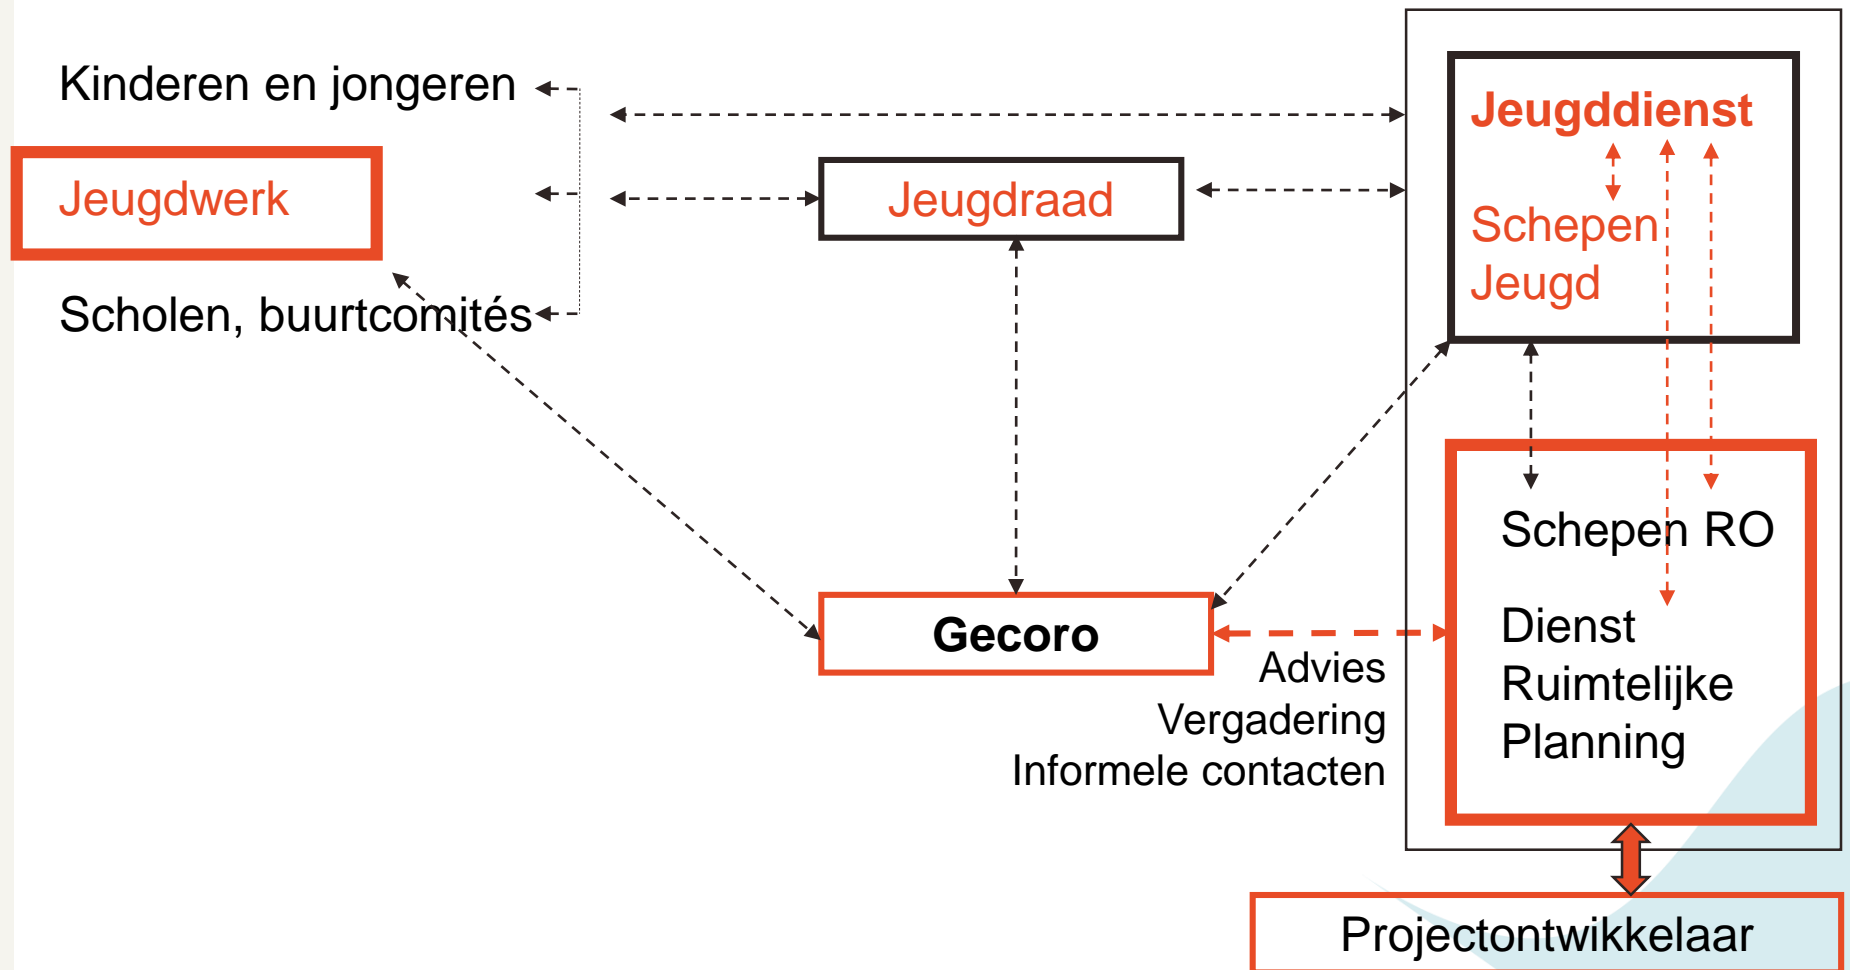 Kinderen en jongeren
Jeugdwerk
Scholen, buurtcomités
Jeugdraad
Jeugddienst
Schepen
Jeugd
Gecoro
Advies
Vergadering
Informele contacten
Schepen RO
Dienst
Ruimtelijke
Planning
Projectontwikkelaar